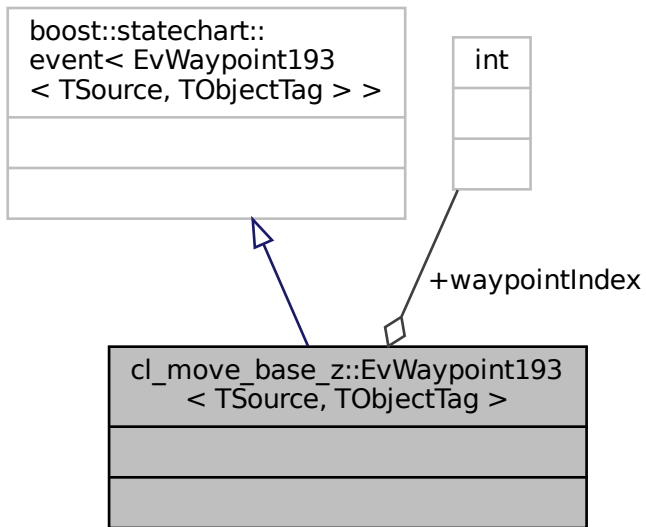 boost::statechart::
event< EvWaypoint193
< TSource, TObjectTag > >
int
+waypointIndex
cl_move_base_z::EvWaypoint193
< TSource, TObjectTag >